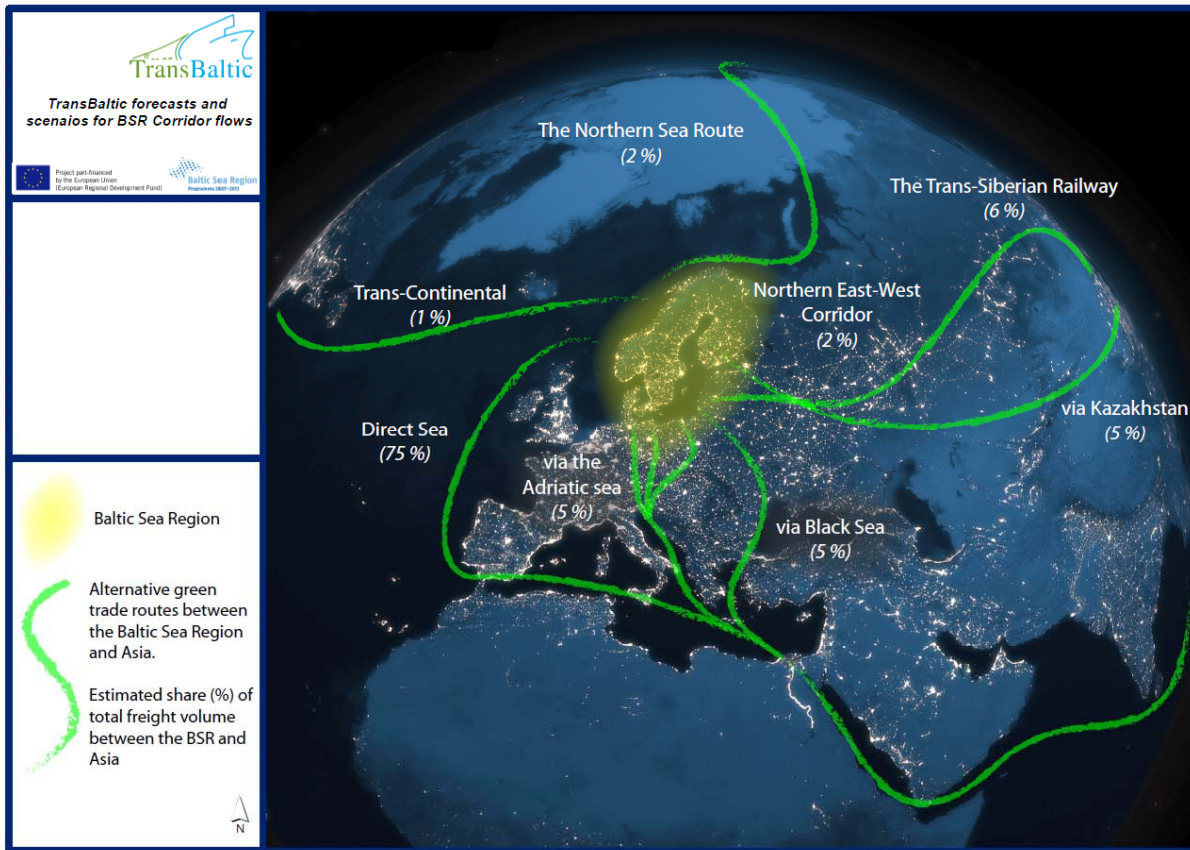 TransBaltic
TransBaltic forecasts and
scenaios for BSR Corridor flows
Project part-financed
by the European Union
(European Regional Development Fund)
Baltic Sea Region
Programme 2007-2013
Baltic Sea Region
Alternative green
trade routes between
the Baltic Sea Region
and Asia.
Estimated share (%) of
total freight volume
between the BSR and
Asia
N
The Northern Sea Route
(2 %)
The Trans-Siberian Railway
(6 %)
Trans-Continental
(1 %)
Northern East-West
Corridor
(2 %)
via Kazakhstan
(5 %)
Direct Sea
(75 %)
via the
Adriatic sea
(5 %)
via Black Sea
(5 %)